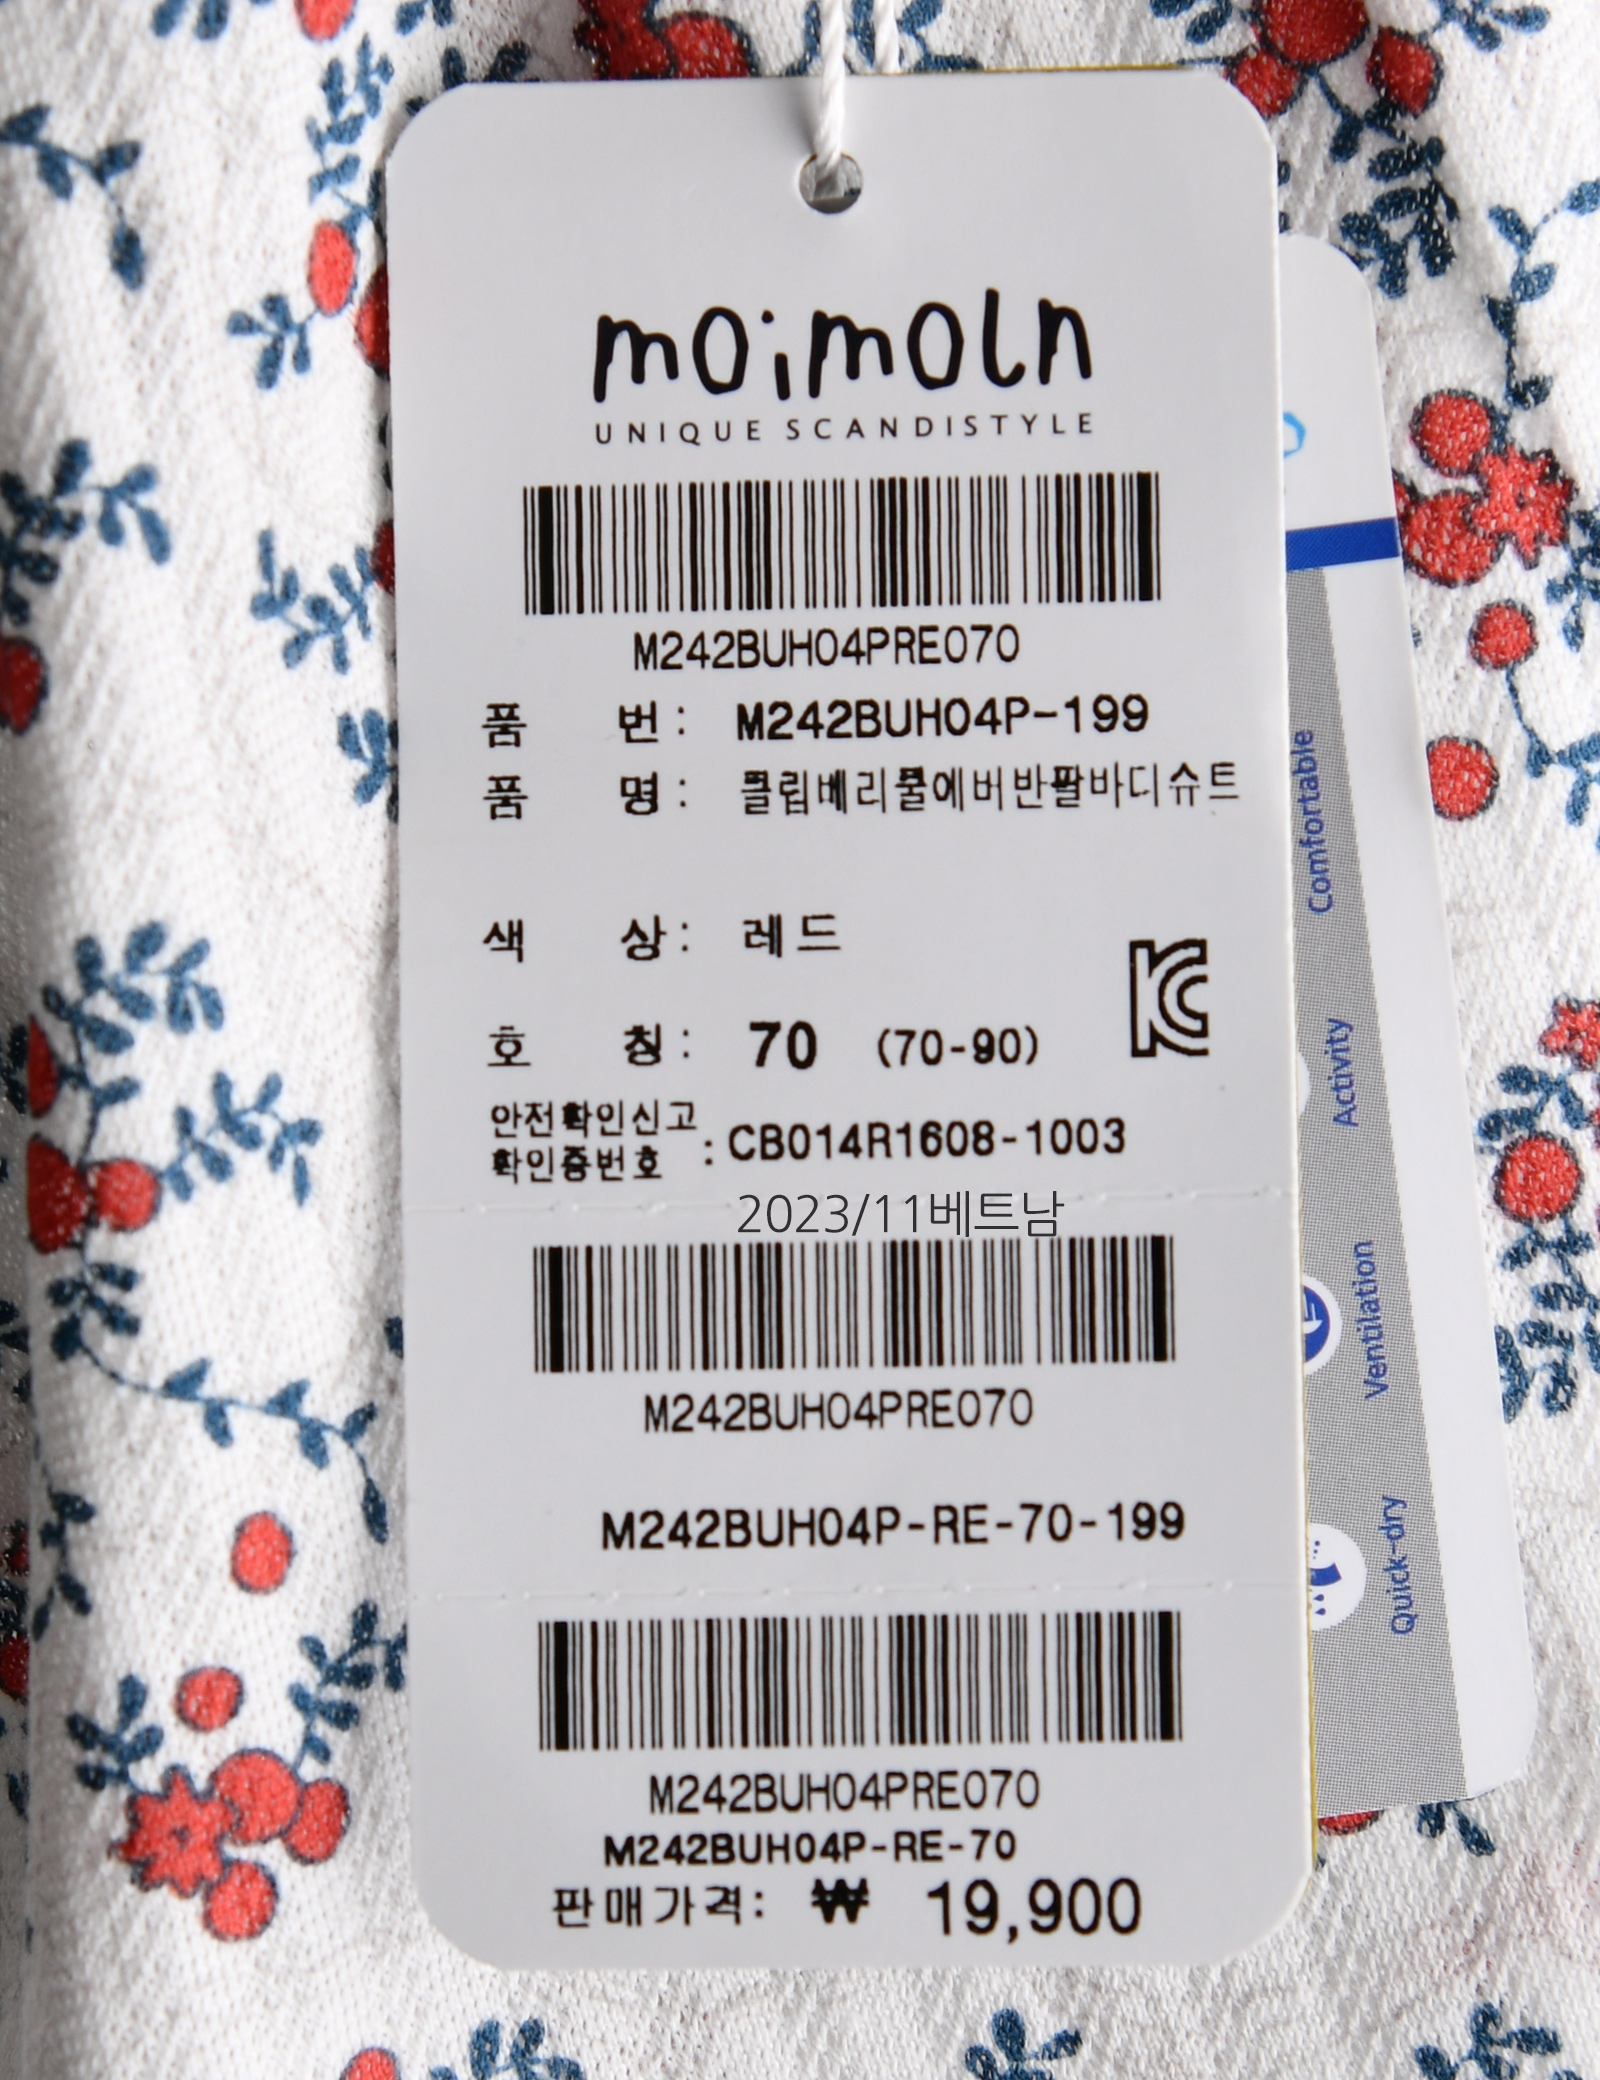 moimoln
UNIQUE SCANDISTYLE
M242BUH04PRE070
품 번 : M242BUH04P-199
품 명 : 클립베리쿨에버반팔바디슈트
색 상 : 레드
호 칭 : 70 (70-90)
안전확인신고
확인증번호 : CB014R1608-1003
2023/11베트남
M242BUH04PRE070
M242BUH04P-RE-70-199
M242BUH04PRE070
M242BUH04P-RE-70
판매가격: ₩ 19,900
Comfortable
Activity
Ventilation
Quick-dry